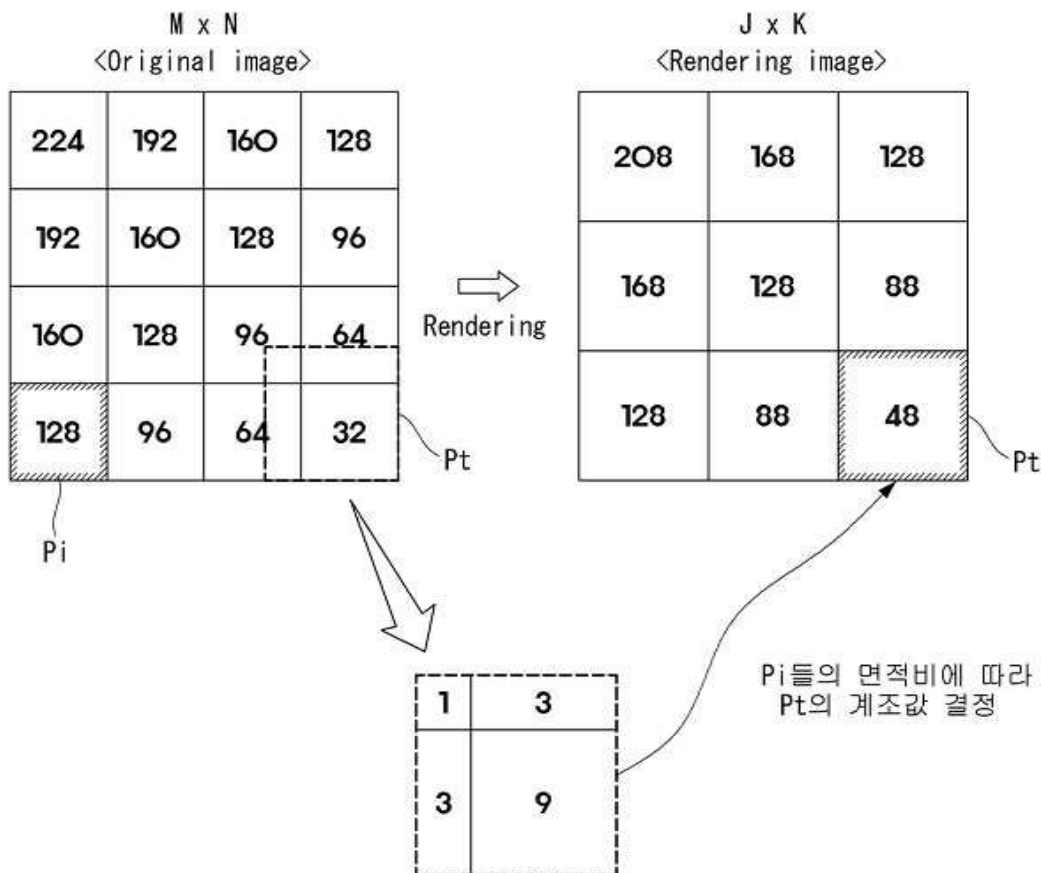 M x N
<Original image>
224 192 160 128
192 160 128 96
160 128 96 64
128 96 64 32
Pi
Pt
Rendering
J x K
<Rendering image>
208 168 128
168 128 88
128 88 48
Pt
1 3
3 9
Pi들의 면적비에 따라
Pt의 계조값 결정